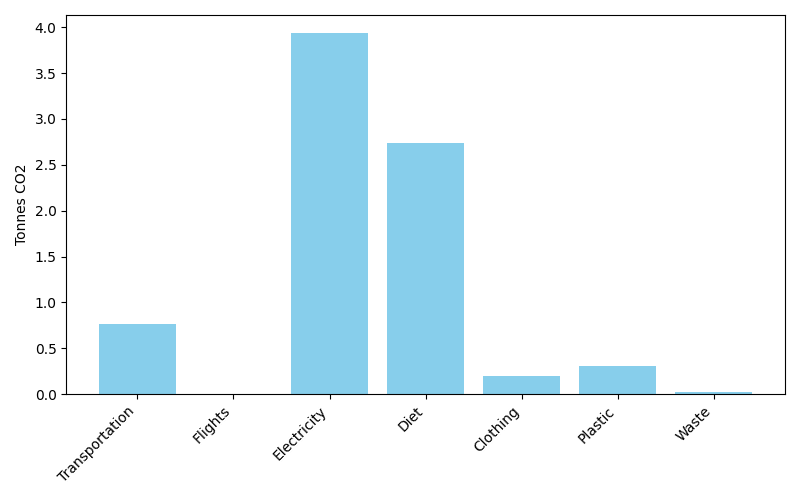 Tonnes CO2
4.0
3.5
3.0
2.5
2.0
1.5
1.0
0.5
0.0
Transportation
Flights
Electricity
Diet
Clothing
Plastic
Waste